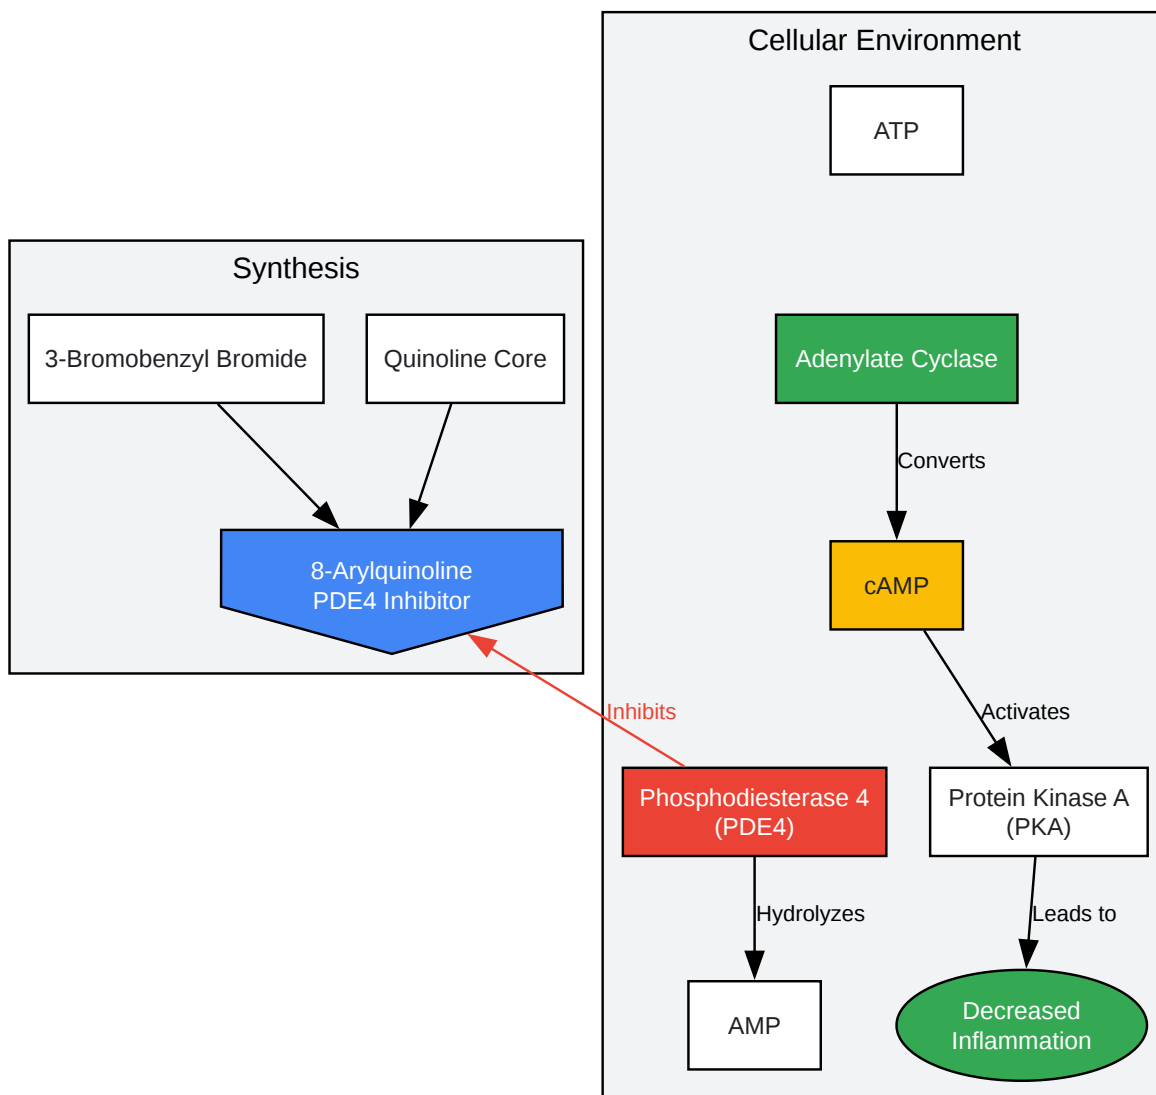 Cellular Environment
ATP
Synthesis
3-Bromobenzyl Bromide
Quinoline Core
Adenylate Cyclase
Converts
8-Arylquinoline
PDE4 Inhibitor
cAMP
Inhibits
Activates
Phosphodiesterase 4
(PDE4)
Protein Kinase A
(PKA)
Hydrolyzes
Leads to
AMP
Decreased
Inflammation